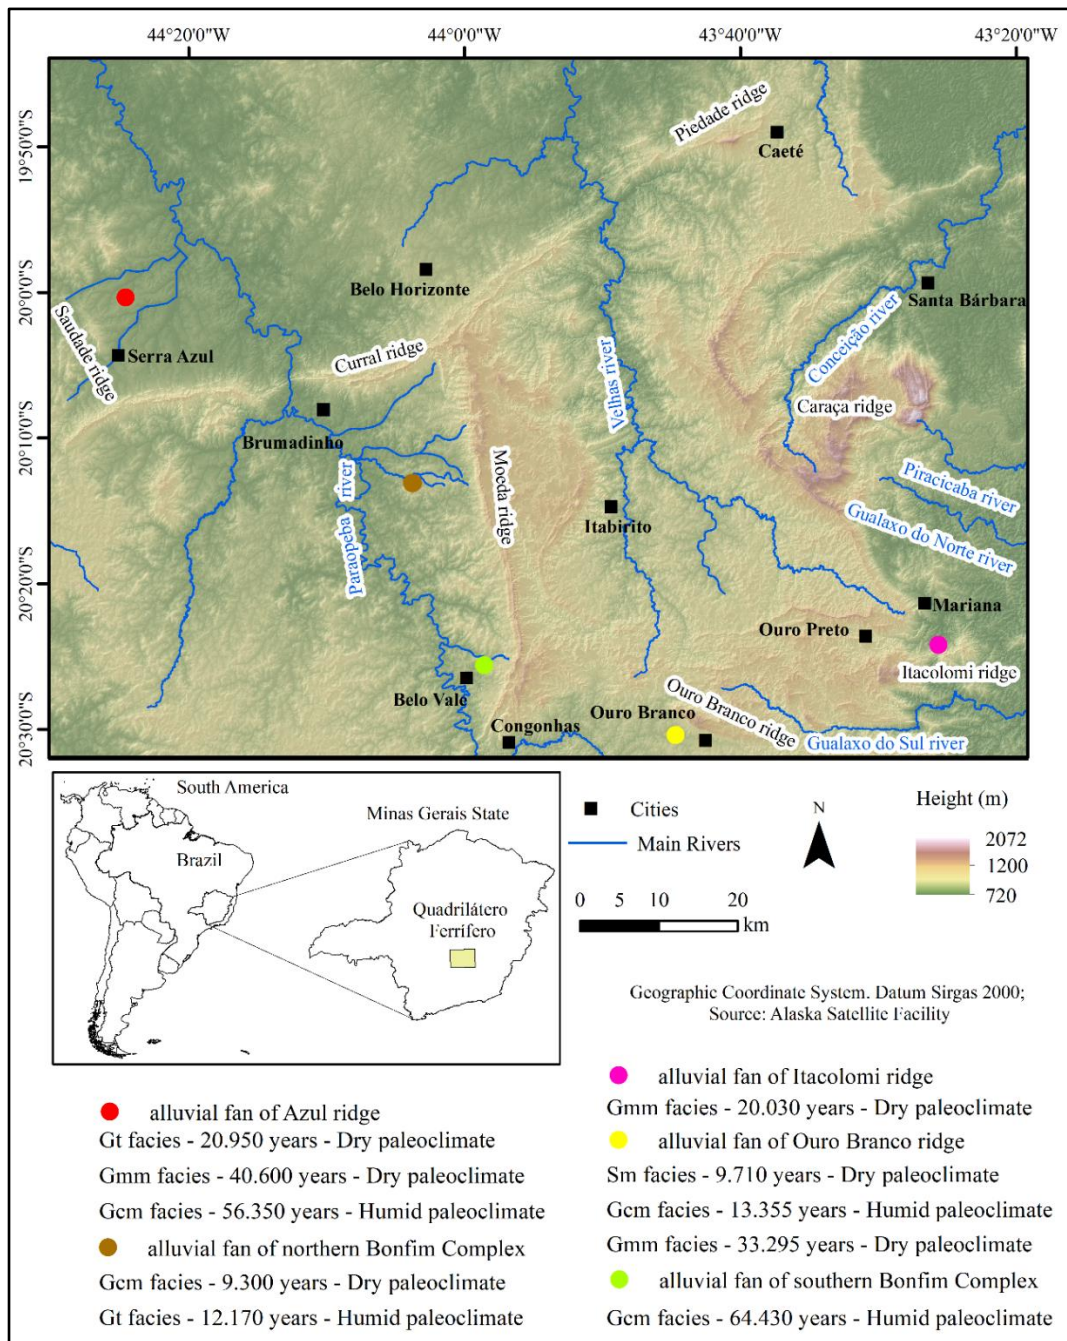 44°20'0"W
44°0'0"W
43°40'0"W
43°20'0"W
19°50'0"S
20°0'0"S
20°10'0"S
20°20'0"S
20°30'0"S
Piedade ridge
Caeté
Belo Horizonte
Santa Bárbara
Saudade ridge
Serra Azul
Curral ridge
Velhas river
Conceição river
Caraça ridge
Brumadinho
Paraopeba river
Moeda ridge
Itabirito
Piracicaba river
Gualaxo do Norte river
Mariana
Ouro Preto
Itacolomi ridge
Belo Vale
Congonhas
Ouro Branco
Ouro Branco ridge
Gualaxo do Sul river
South America
Brazil
Minas Gerais State
Quadrilátero
Ferrífero
Cities
Main Rivers
N
0 5 10 20
km
Height (m)
2072
1200
720
Geographic Coordinate System. Datum Sirgas 2000;
Source: Alaska Satellite Facility
alluvial fan of Azul ridge
Gt facies - 20.950 years - Dry paleoclimate
Gmm facies - 40.600 years - Dry paleoclimate
Gcm facies - 56.350 years - Humid paleoclimate
alluvial fan of northern Bonfim Complex
Gcm facies - 9.300 years - Dry paleoclimate
Gt facies - 12.170 years - Humid paleoclimate
alluvial fan of Itacolomi ridge
Gmm facies - 20.030 years - Dry paleoclimate
alluvial fan of Ouro Branco ridge
Sm facies - 9.710 years - Dry paleoclimate
Gcm facies - 13.355 years - Humid paleoclimate
Gmm facies - 33.295 years - Dry paleoclimate
alluvial fan of southern Bonfim Complex
Gcm facies - 64.430 years - Humid paleoclimate